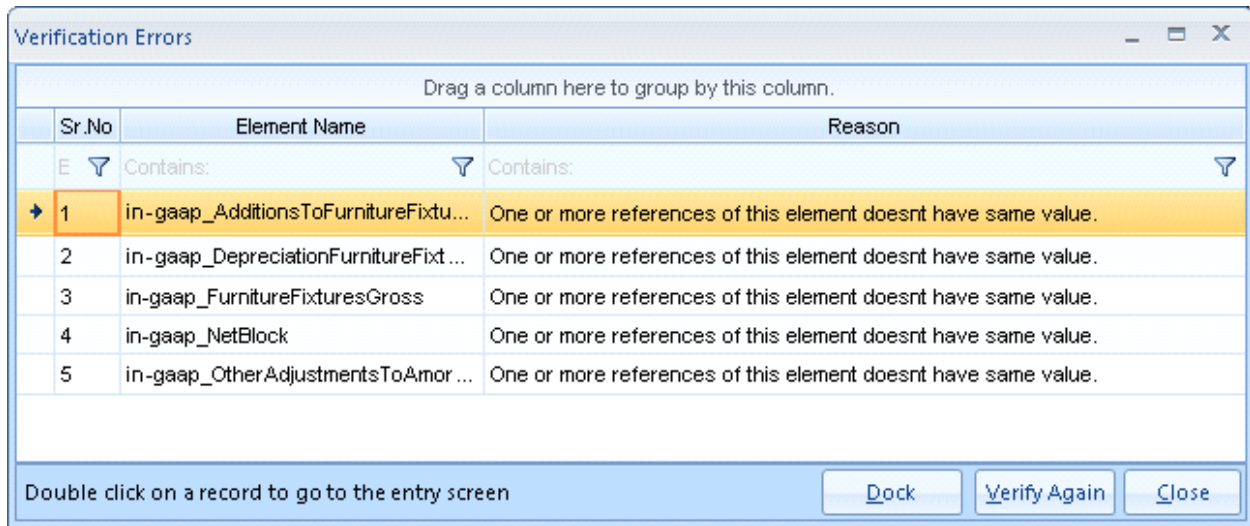 Verification Errors
Drag a column here to group by this column.
Sr.No Element Name Reason
E Contains: Contains:
1 in-gaap_AdditionsToFurnitureFixtu... One or more references of this element doesnt have same value.
2 in-gaap_DepreciationFurnitureFixt... One or more references of this element doesnt have same value.
3 in-gaap_FurnitureFixturesGross One or more references of this element doesnt have same value.
4 in-gaap_NetBlock One or more references of this element doesnt have same value.
5 in-gaap_OtherAdjustmentsToAmor... One or more references of this element doesnt have same value.
Double click on a record to go to the entry screen Dock Verify Again Close